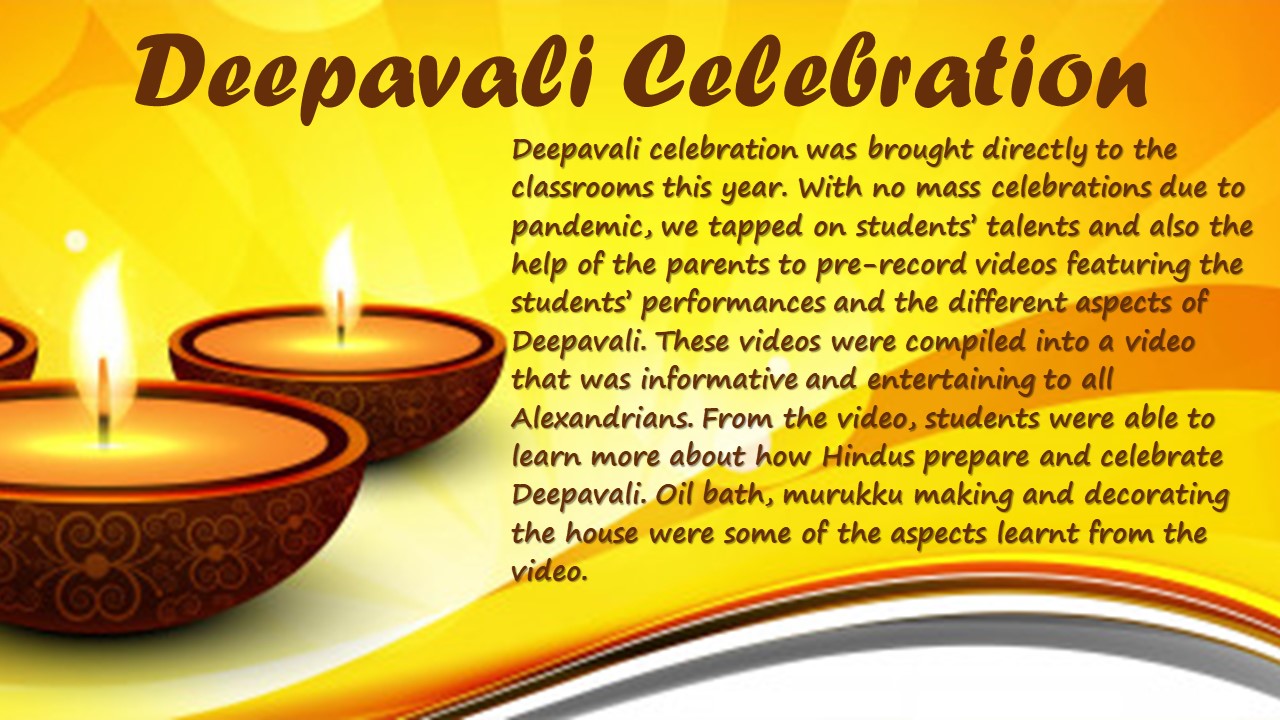 Deepavali Celebration
Deepavali celebration was brought directly to the
classrooms this year. With no mass celebrations due to
pandemic, we tapped on students’ talents and also the
help of the parents to pre-record videos featuring the
students’ performances and the different aspects of
Deepavali. These videos were compiled into a video
that was informative and entertaining to all
Alexandrians. From the video, students were able to
learn more about how Hindus prepare and celebrate
Deepavali. Oil bath, murukku making and decorating
the house were some of the aspects learnt from the
video.